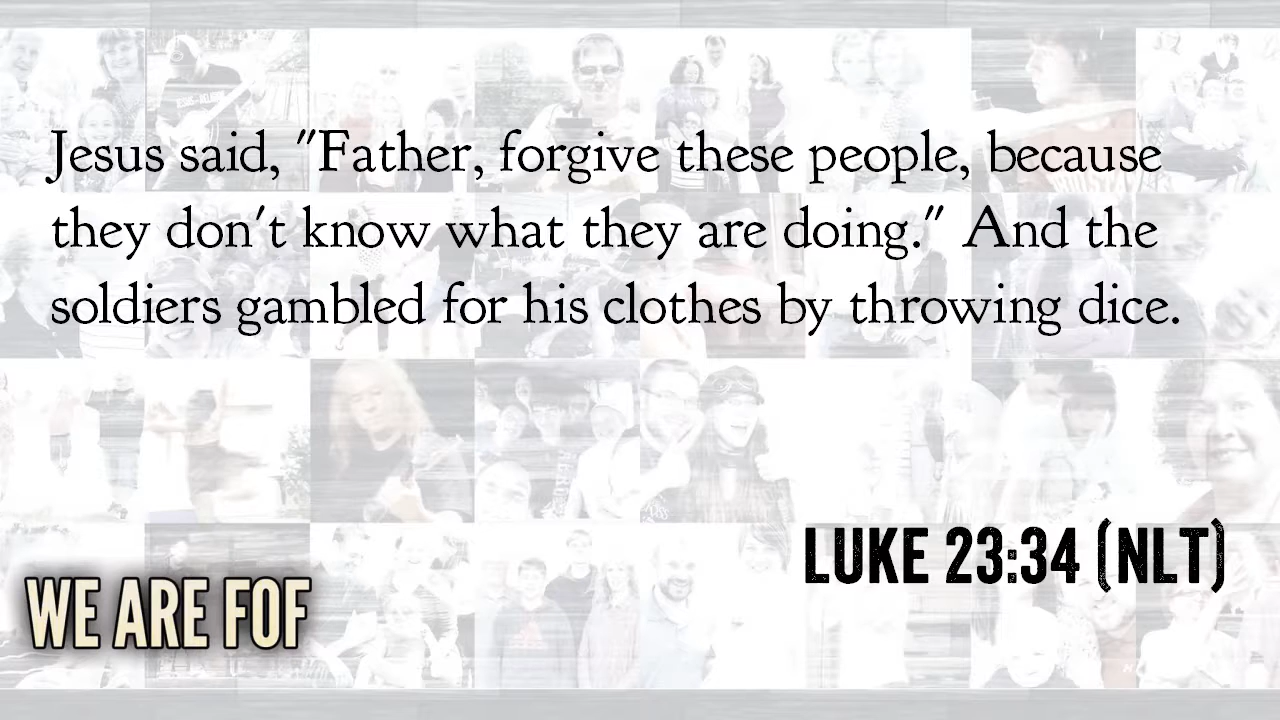 Jesus said, "Father, forgive these people, because
they don't know what they are doing." And the
soldiers gambled for his clothes by throwing dice.
LUKE 23:34 (NLT)
WE ARE FOF